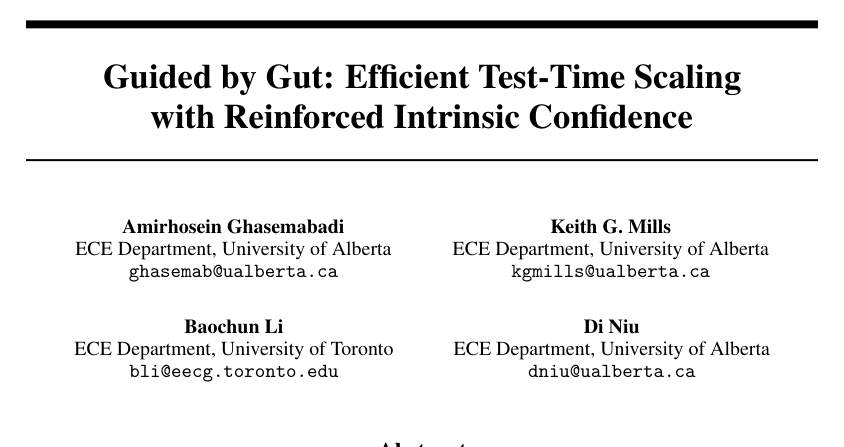 Guided by Gut: Efficient Test-Time Scaling
with Reinforced Intrinsic Confidence
Amirhosein Ghasemabadi
ECE Department, University of Alberta
ghasemab@ualberta.ca
Keith G. Mills
ECE Department, University of Alberta
kgmills@ualberta.ca
Baochun Li
ECE Department, University of Toronto
bli@eecg.toronto.edu
Di Niu
ECE Department, University of Alberta
dniu@ualberta.ca